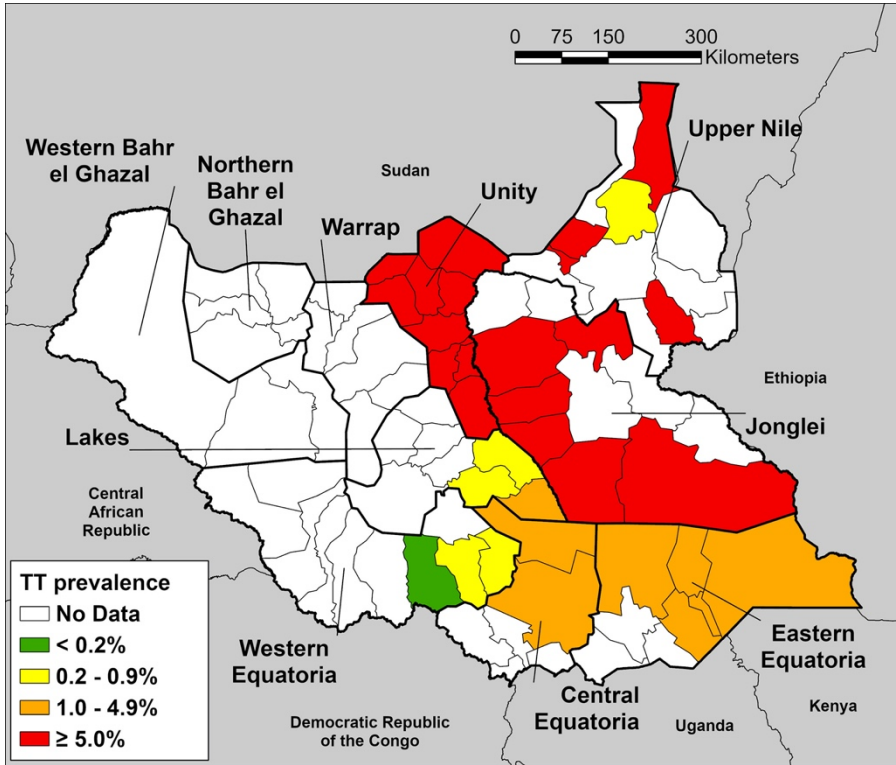 0 75 150 300
Kilometers
Western Bahr
el Ghazal
Northern
Bahr el
Ghazal
Sudan
Upper Nile
Unity
Warrap
Ethiopia
Jonglei
Lakes
Central
African
Republic
TT prevalence
No Data
< 0.2%
0.2 - 0.9%
1.0 - 4.9%
≥ 5.0%
Western
Equatoria
Eastern
Equatoria
Central
Equatoria
Democratic Republic
of the Congo
Uganda
Kenya